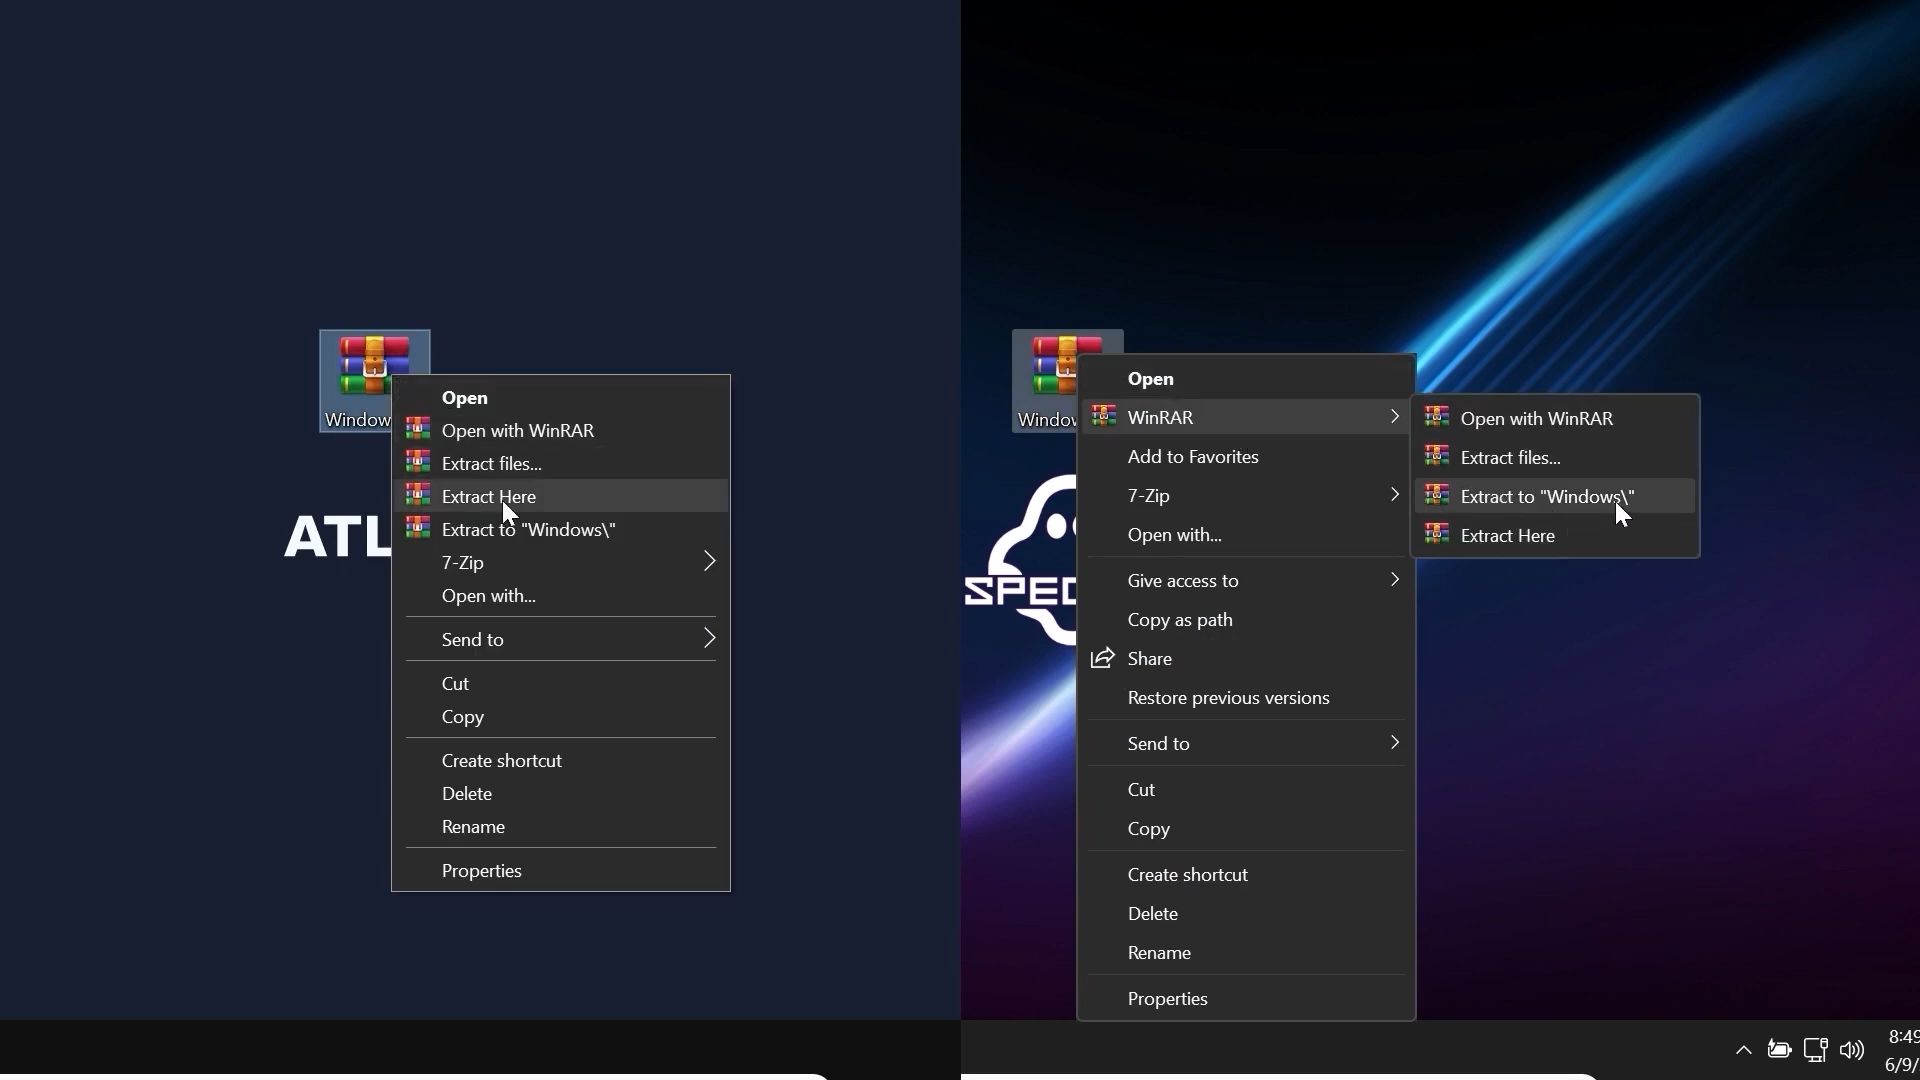 Window
ATL
Open
Open with WinRAR
Extract files...
Extract Here
Extract to "Windows\"
7-Zip
Open with...
Send to
Cut
Copy
Create shortcut
Delete
Rename
Properties
Window
SPEC
Open
WinRAR
Add to Favorites
7-Zip
Open with...
Give access to
Copy as path
Share
Restore previous versions
Send to
Cut
Copy
Create shortcut
Delete
Rename
Properties
Open with WinRAR
Extract files...
Extract to "Windows\"
Extract Here
8:49
6/9/